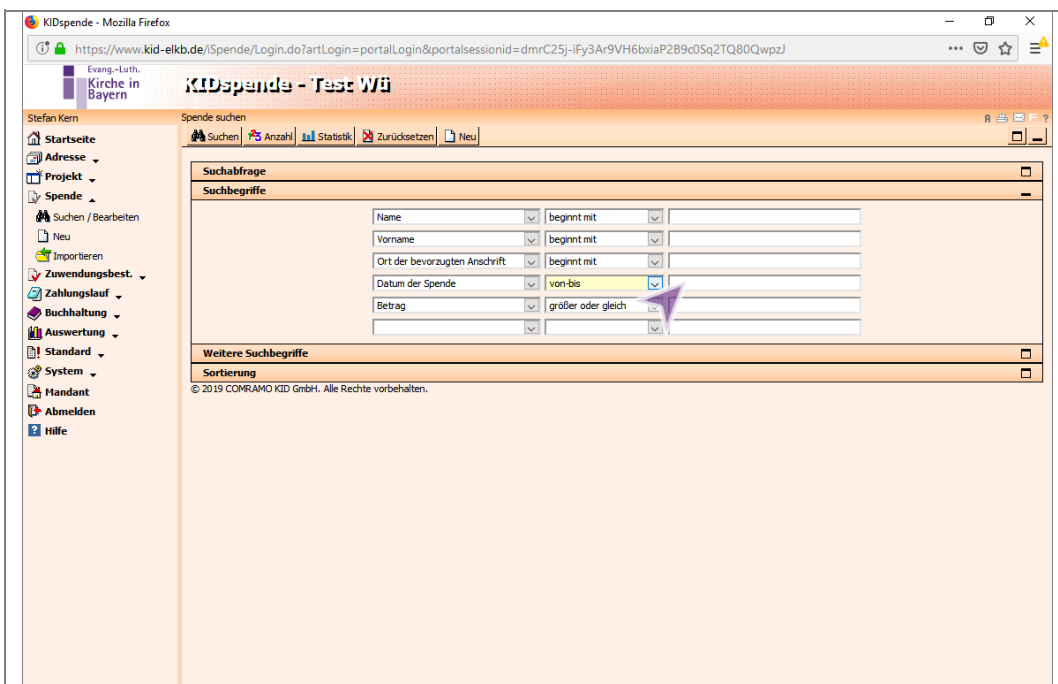 KIDspende - Mozilla Firefox
https://www.kid-elkb.de/iSpende/Login.do?artLogin=portalLogin&portalsessionid=dmrC25j-iFy3Ar9VH6bxiaP2B9c0Sq2TQ80QwpzJ
Evang.-Luth.
Kirche in
Bayern
KIDspende - Test Wü
Stefan Kern
Spende suchen
Suchen Anzahl Statistik Zurücksetzen Neu
Startseite
Adresse
Projekt
Spende
Suchen / Bearbeiten
Neu
Importieren
Zuwendungsbest.
Zahlungslauf
Buchhaltung
Auswertung
Standard
System
Mandant
Abmelden
Hilfe
Suchabfrage
Suchbegriffe
Name beginnt mit
Vorname beginnt mit
Ort der bevorzugten Anschrift beginnt mit
Datum der Spende von-bis
Betrag größer oder gleich
Weitere Suchbegriffe
Sortierung
© 2019 COMRAMO KID GmbH. Alle Rechte vorbehalten.